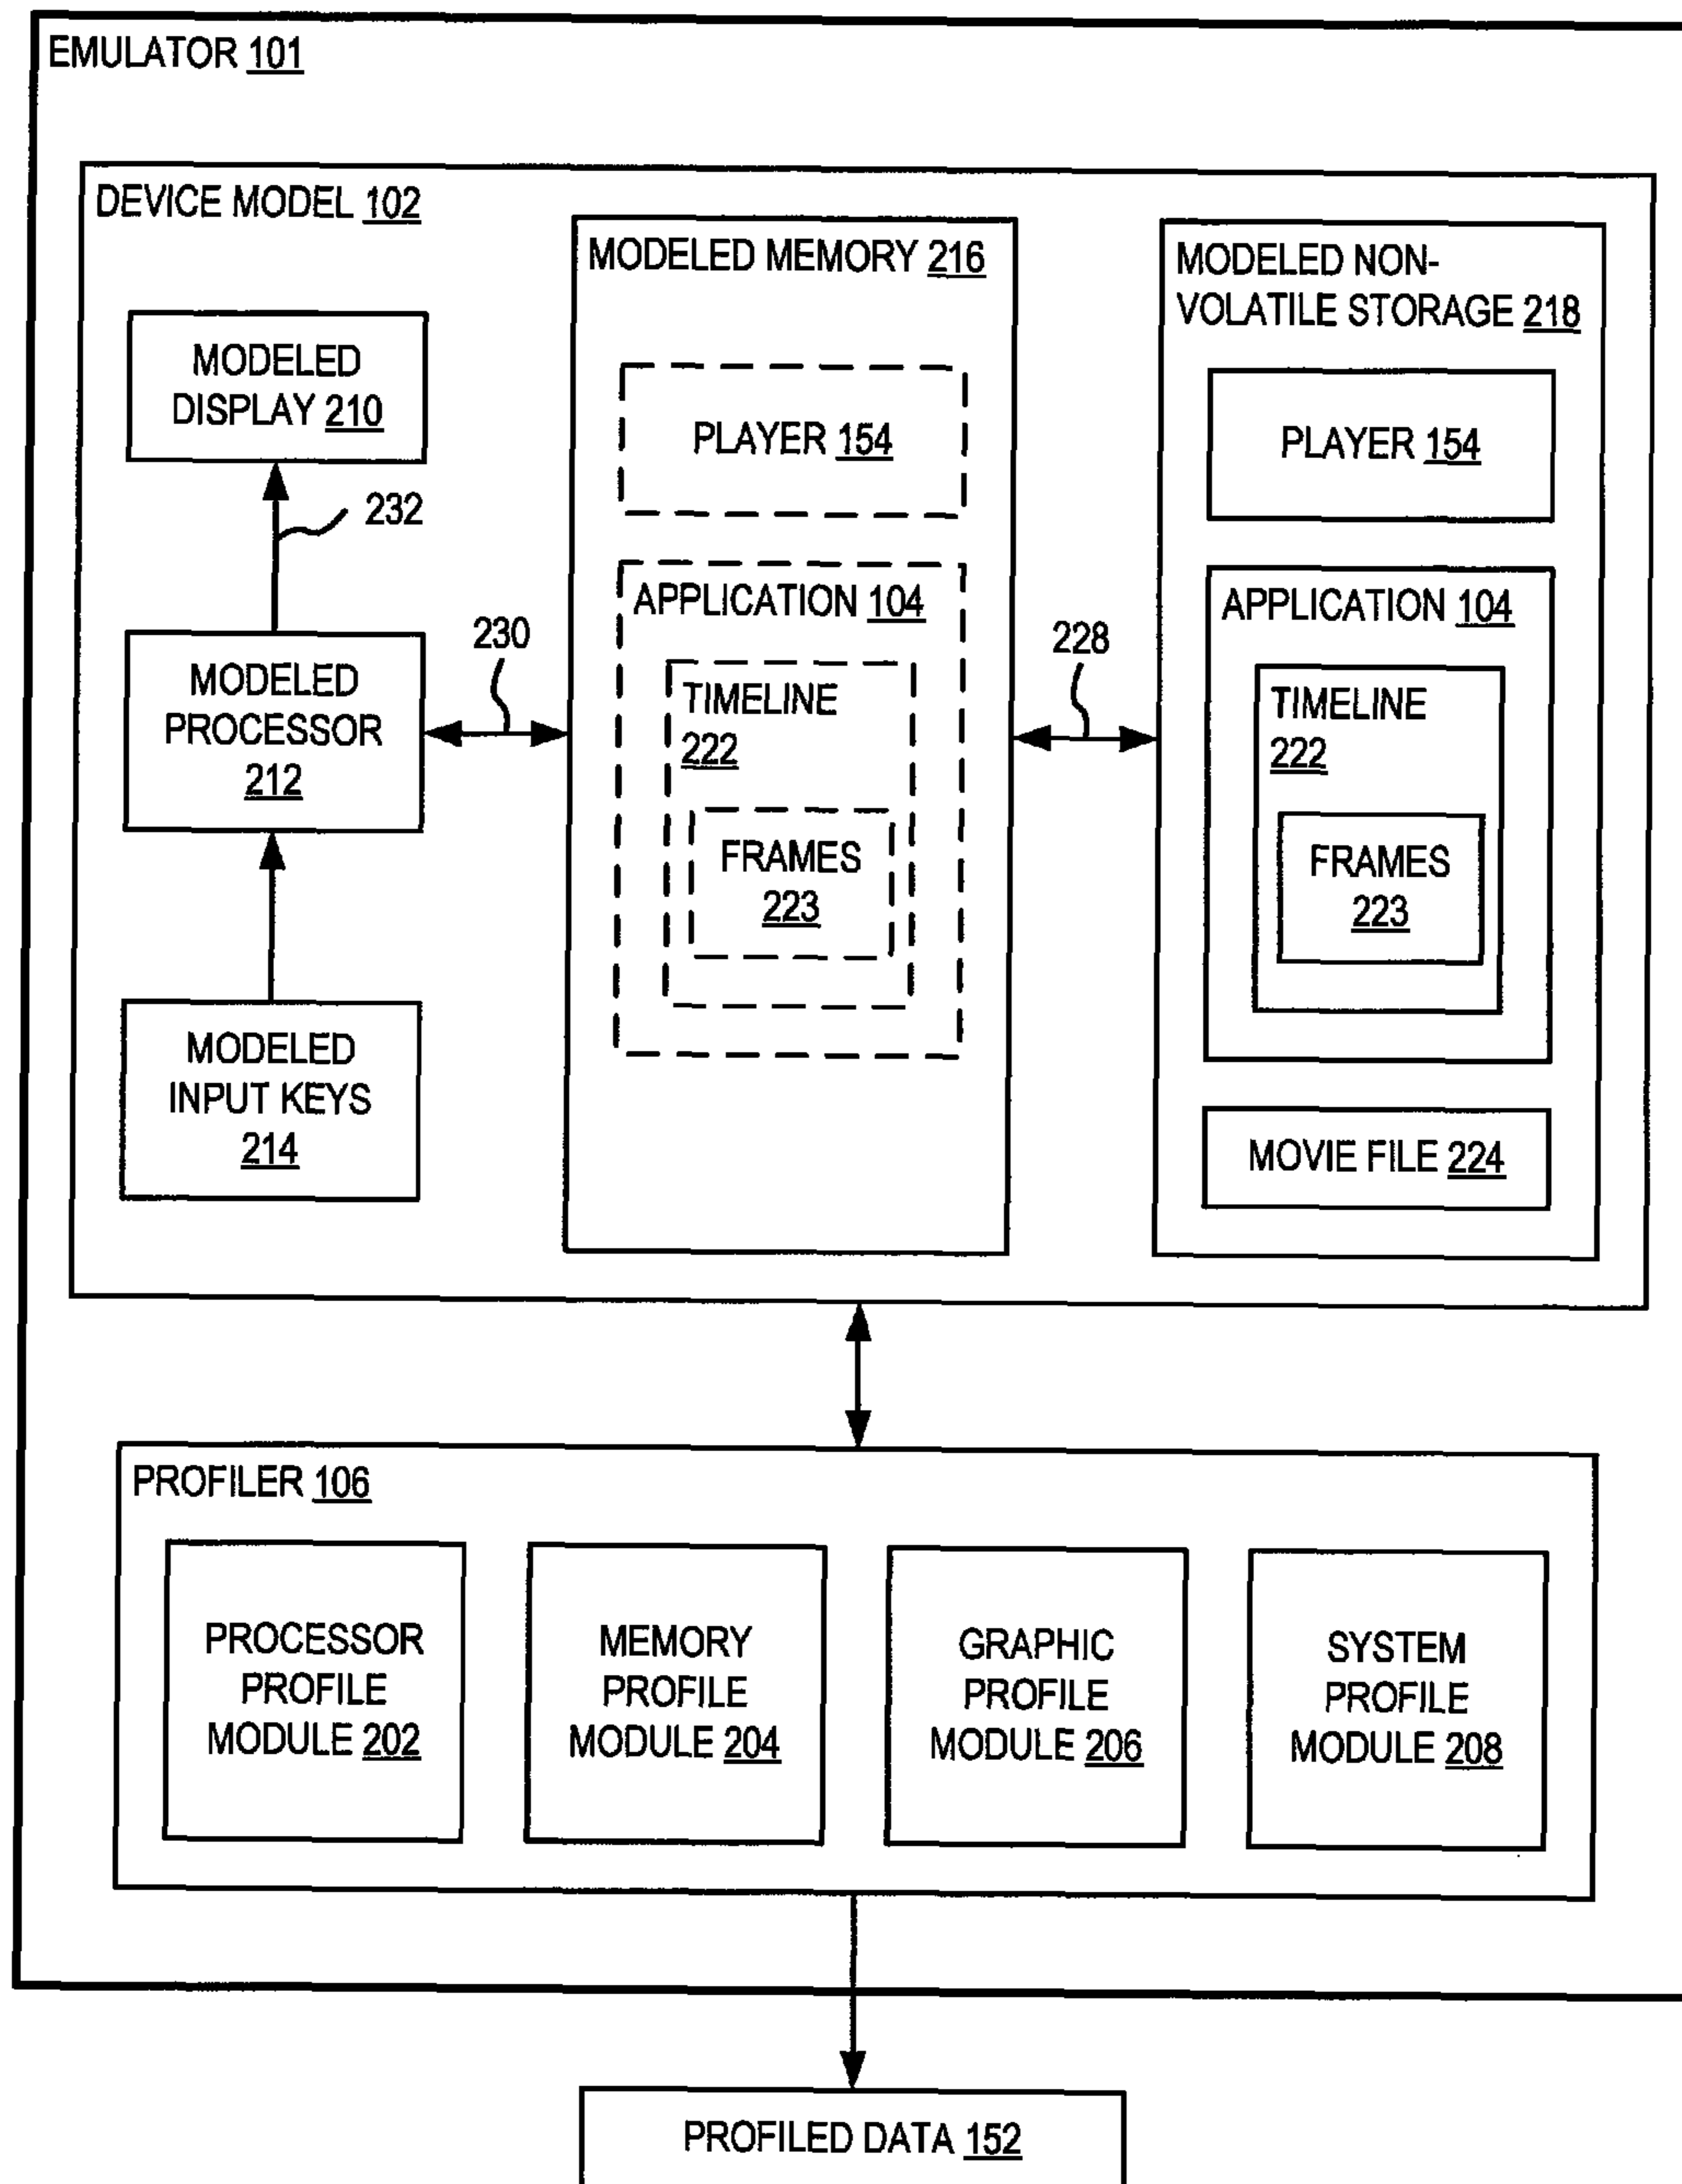 EMULATOR 101
DEVICE MODEL 102
MODELED
DISPLAY 210
232
MODELED
PROCESSOR
212
MODELED
INPUT KEYS
214
230
MODELED MEMORY 216
PLAYER 154
APPLICATION 104
TIMELINE
222
FRAMES
223
228
MODELED NON-
VOLATILE STORAGE 218
PLAYER 154
APPLICATION 104
TIMELINE
222
FRAMES
223
MOVIE FILE 224
PROFILER 106
PROCESSOR
PROFILE
MODULE 202
MEMORY
PROFILE
MODULE 204
GRAPHIC
PROFILE
MODULE 206
SYSTEM
PROFILE
MODULE 208
PROFILED DATA 152